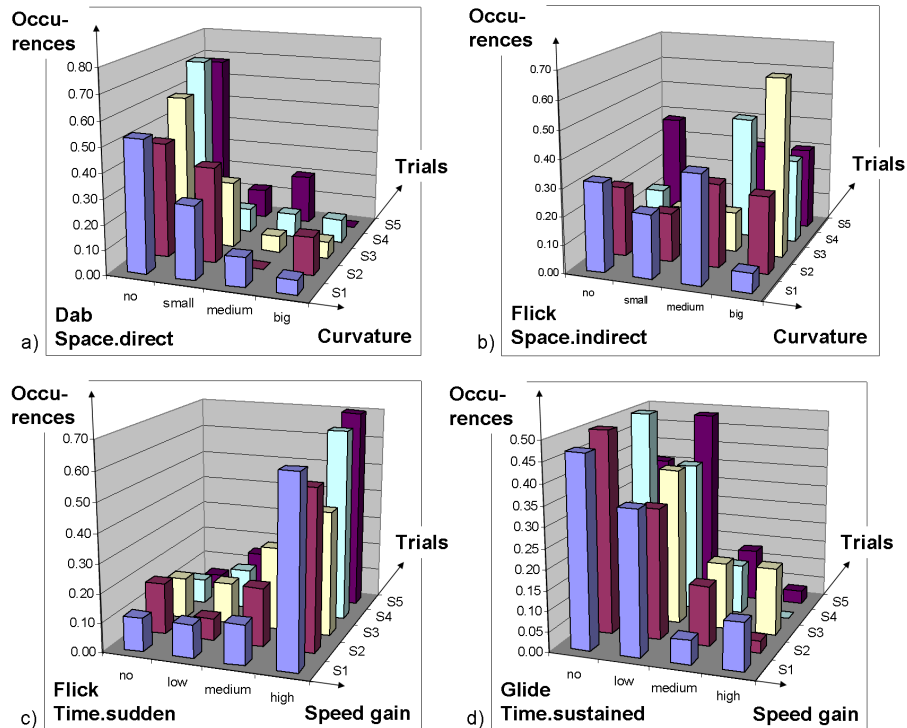 Occu-
rences
0.80
0.70
0.60
0.50
0.40
0.30
0.20
0.10
0.00
no
small
medium
big
S1
S2
S3
S4
S5
Trials
Dab
Space.direct
Curvature
a)
Occu-
rences
0.70
0.60
0.50
0.40
0.30
0.20
0.10
0.00
no
small
medium
big
S1
S2
S3
S4
S5
Trials
Flick
Space.indirect
Curvature
b)
Occu-
rences
0.70
0.60
0.50
0.40
0.30
0.20
0.10
0.00
no
low
medium
high
S1
S2
S3
S4
S5
Trials
Flick
Time.sudden
Speed gain
c)
Occu-
rences
0.50
0.45
0.40
0.35
0.30
0.25
0.20
0.15
0.10
0.05
0.00
no
low
medium
high
S1
S2
S3
S4
S5
Trials
Glide
Time.sustained
Speed gain
d)